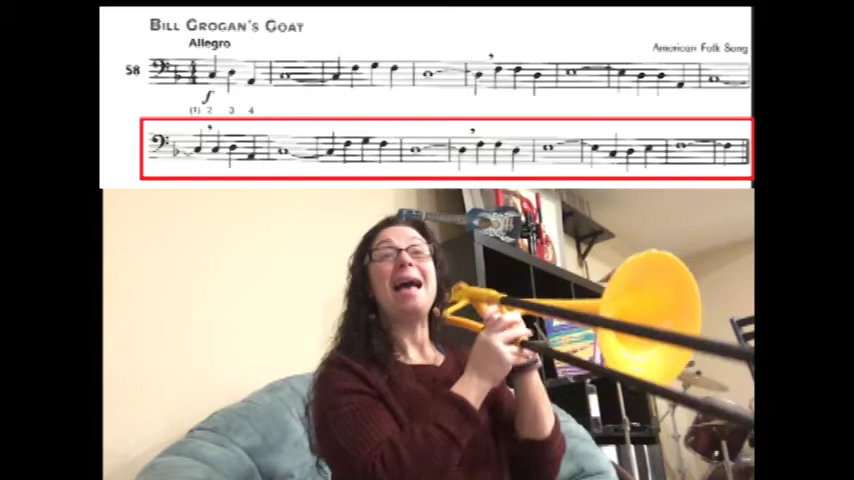 BILL GROGAN'S GOAT
Allegro
American Folk Song
58
f
(1) 2 3 4